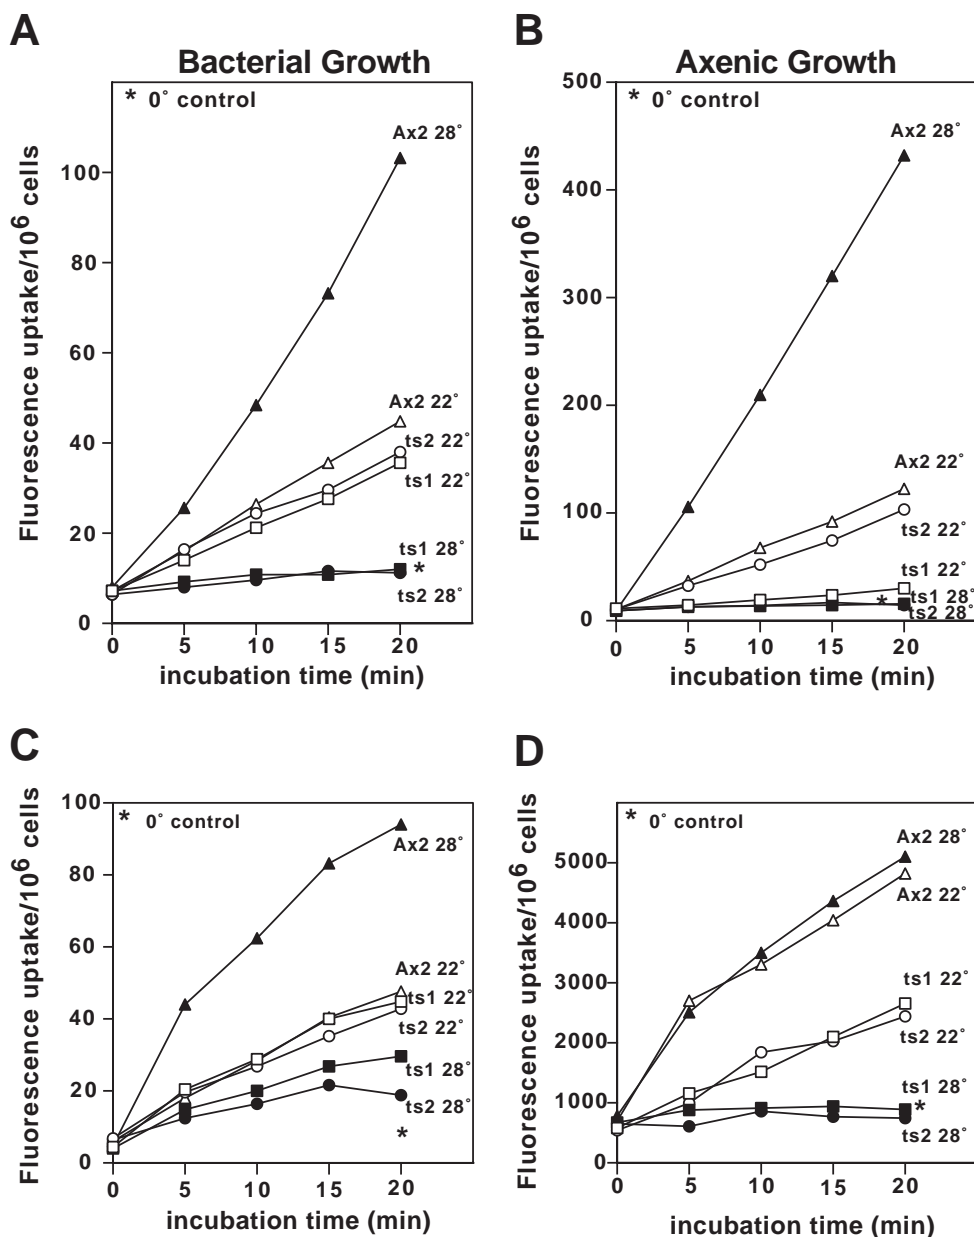 A
Bacterial Growth
* 0° control
Ax2 28°
Ax2 22°
ts2 22°
ts1 22°
ts1 28°
*
ts2 28°
100
80
60
40
20
0
Fluorescence uptake/10⁶ cells
0 5 10 15 20
incubation time (min)
B
Axenic Growth
* 0° control
Ax2 28°
Ax2 22°
ts2 22°
ts1 22°
* ts1 28°
ts2 28°
500
400
300
200
100
0
Fluorescence uptake/10⁶ cells
0 5 10 15 20
incubation time (min)
C
* 0° control
Ax2 28°
Ax2 22°
ts1 22°
ts2 22°
ts1 28°
ts2 28°
*
100
80
60
40
20
0
Fluorescence uptake/10⁶ cells
0 5 10 15 20
incubation time (min)
D
* 0° control
Ax2 28°
Ax2 22°
ts1 22°
ts2 22°
ts1 28°
*
ts2 28°
5000
4000
3000
2000
1000
0
Fluorescence uptake/10⁶ cells
0 5 10 15 20
incubation time (min)